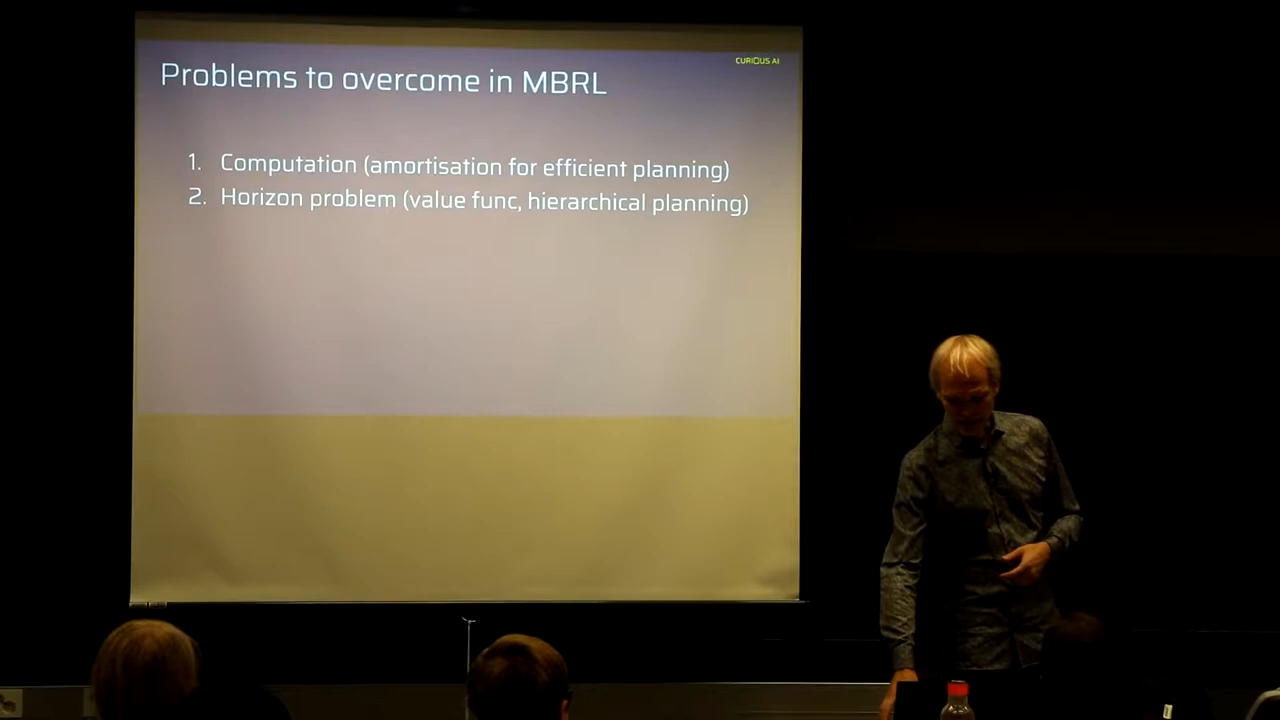 CURIOUS AI
Problems to overcome in MBRL
1. Computation (amortisation for efficient planning)
2. Horizon problem (value func, hierarchical planning)